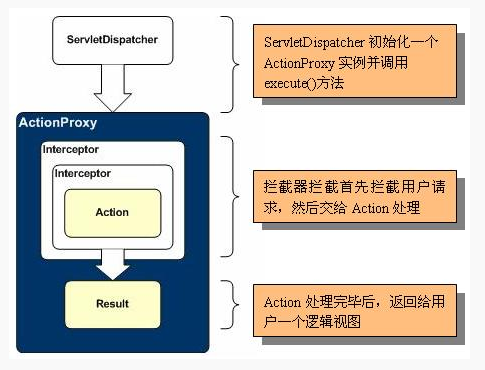 ServletDispatcher
ServletDispatcher 初始化一个
ActionProxy 实例并调用
execute()方法
ActionProxy
Interceptor
Interceptor
Action
拦截器拦截首先拦截用户请
求，然后交给 Action 处理
Result
Action 处理完毕后，返回给用
户一个逻辑视图